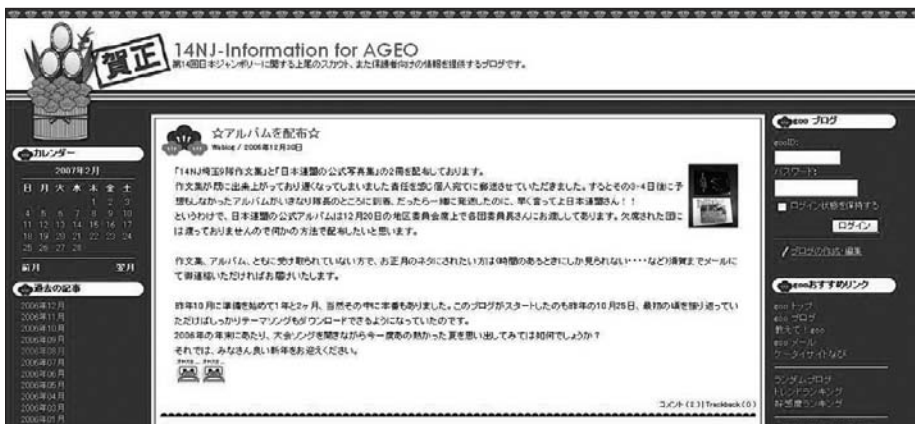 賀正
14NJ-Information for AGEO
第14回日本ジャンボリーに関する上尾のスカウト、また保護者向けの情報を提供するブログです。
カレンダー
2007年2月
日 月 火 水 木 金 土
1 2 3
4 5 6 7 8 9 10
11 12 13 14 15 16 17
18 19 20 21 22 23 24
25 26 27 28
前月 翌月
過去の記事
2006年12月
2006年11月
2006年10月
2006年09月
2006年08月
2006年07月
2006年06月
2006年05月
2006年04月
2006年03月
2006年01月
☆アルバムを配布☆
Weblog / 2006年12月30日
「14NJ埼玉9隊作文集」と「日本連盟の公式写真集」の2冊を配布しております。
作文集が既に出来上がっており遅くなってしまいました責任を感じ個人宛てに郵送させていただきました。するとその3-4日後に予
想もしなかったアルバムがいきなり隊長のところに到着、だったら一緒に発送したのに、早く言ってよ日本連盟さん！！
というわけで、日本連盟の公式アルバムは12月20日の地区委員会席上で各団委員長さんにお渡ししてあります。欠席された団に
は渡っておりませんので何かの方法で配布したいと思います。
作文集、アルバム、ともに受け取られていない方で、お正月のネタにされたい方は(時間のあるときにしか見られない････など)須賀までメールに
てご連絡いただければお届けいたします。
昨年10月に準備を始めて1年と2ヶ月、当然その中に本番もありました。このブログがスタートしたのも昨年の10月25日、最初の頃を振り返ってい
ただければしっかりテーマソングもダウンロードできるようになっていたのです。
2006年の年末にあたり、大会ソングを聞きながら今一度あの熱かった夏を思い出してみては如何でしょうか？
それでは、みなさん良い新年をお迎えください。
コメント(0) | Trackback(0)
goo ブログ
gooID:
パスワード:
ログイン状態を保持する
ログイン
ブログの作成・編集
gooおすすめリンク
goo トップ
goo ブログ
教えて！goo
goo メール
ケータイサイトなび
ランダムブログ
トレンドランキング
好感度ランキング